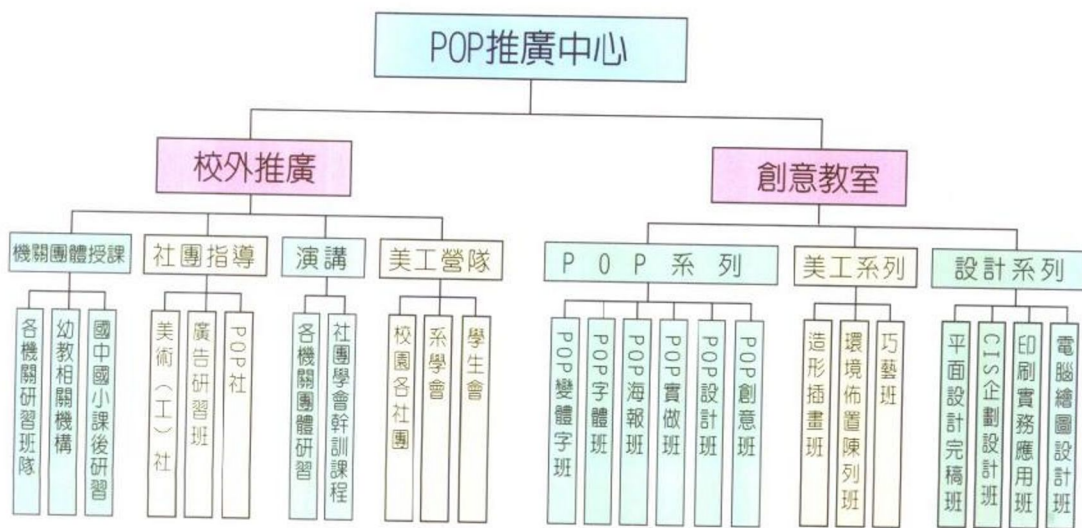 POP推廣中心
校外推廣
創意教室
機關團體授課
社團指導
演講
美工營隊
POP系列
美工系列
設計系列
各機關研習班隊
幼教相關機構
國中國小課後研習
美術（工）社
廣告研習班
POP社
各機關團體研習
社團學會幹訓課程
校園各社團
系學會
學生會
POP變體字班
POP字體班
POP海報班
POP實做班
POP設計班
POP創意班
造形插畫班
環境佈置陳列班
巧藝班
平面設計完稿班
CIS企劃設計班
印刷實務應用班
電腦繪圖設計班